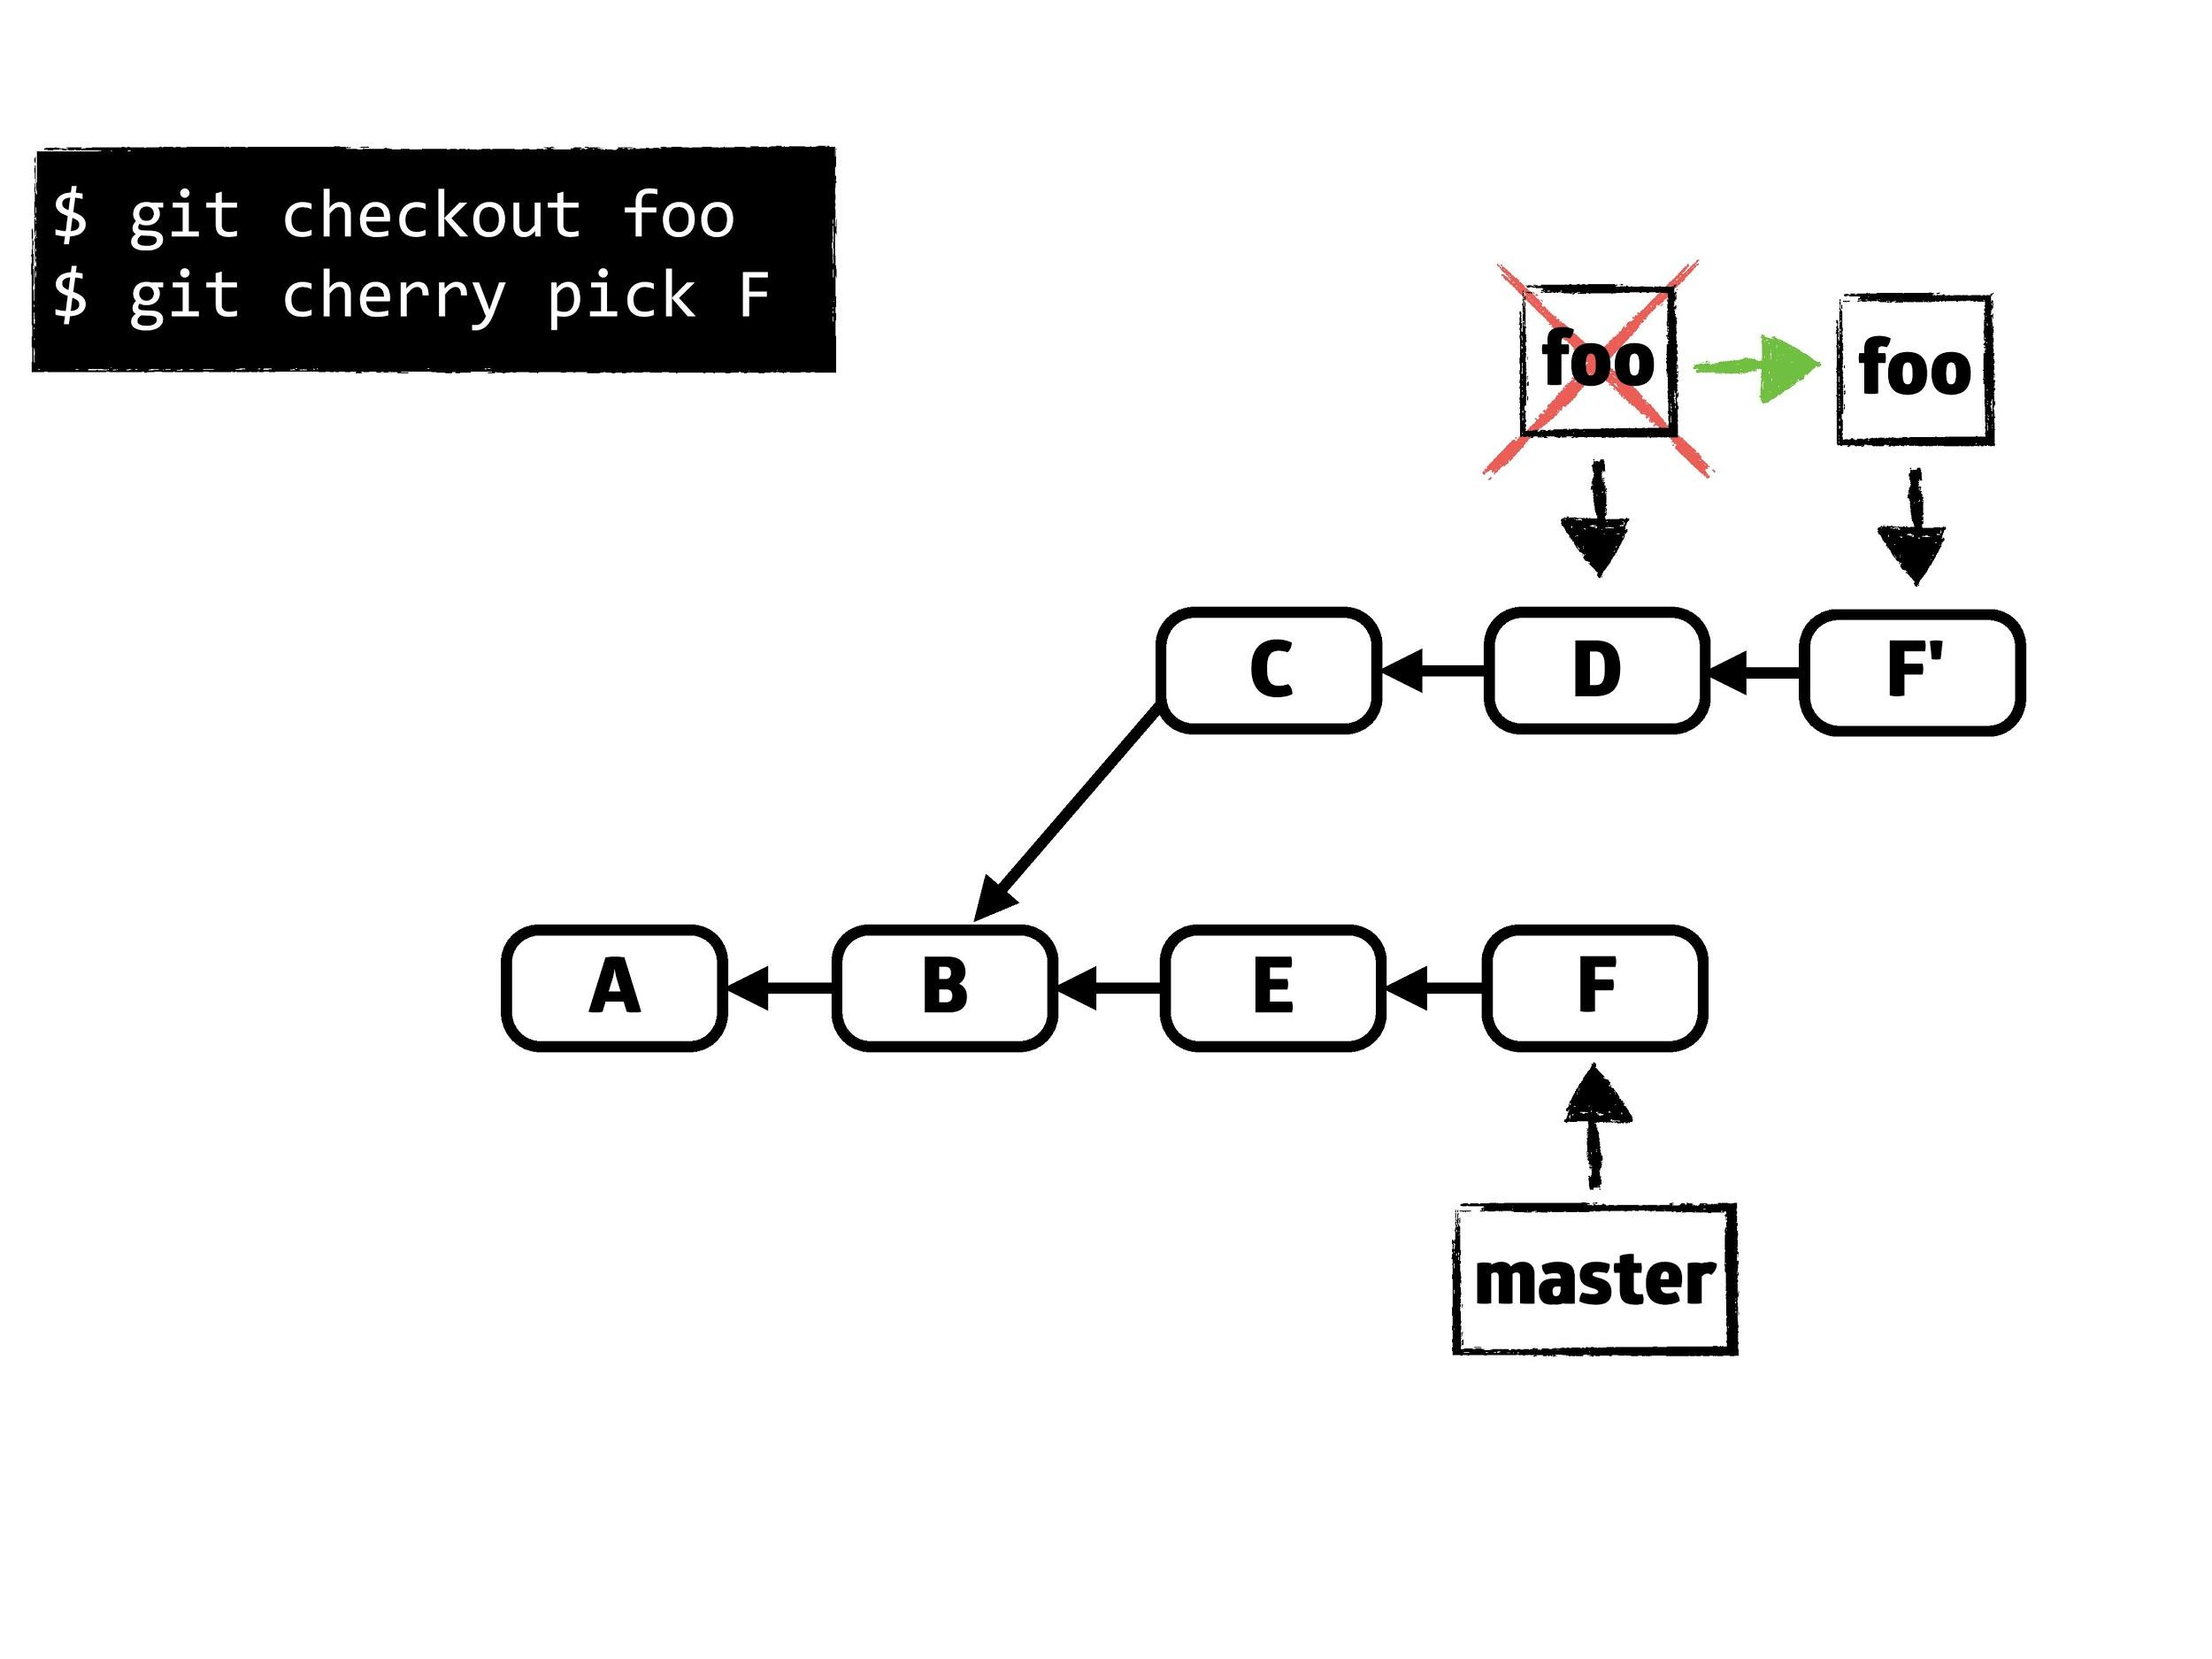 $ git checkout foo
$ git cherry pick F
foo
foo
C
D
F'
A
B
E
F
master